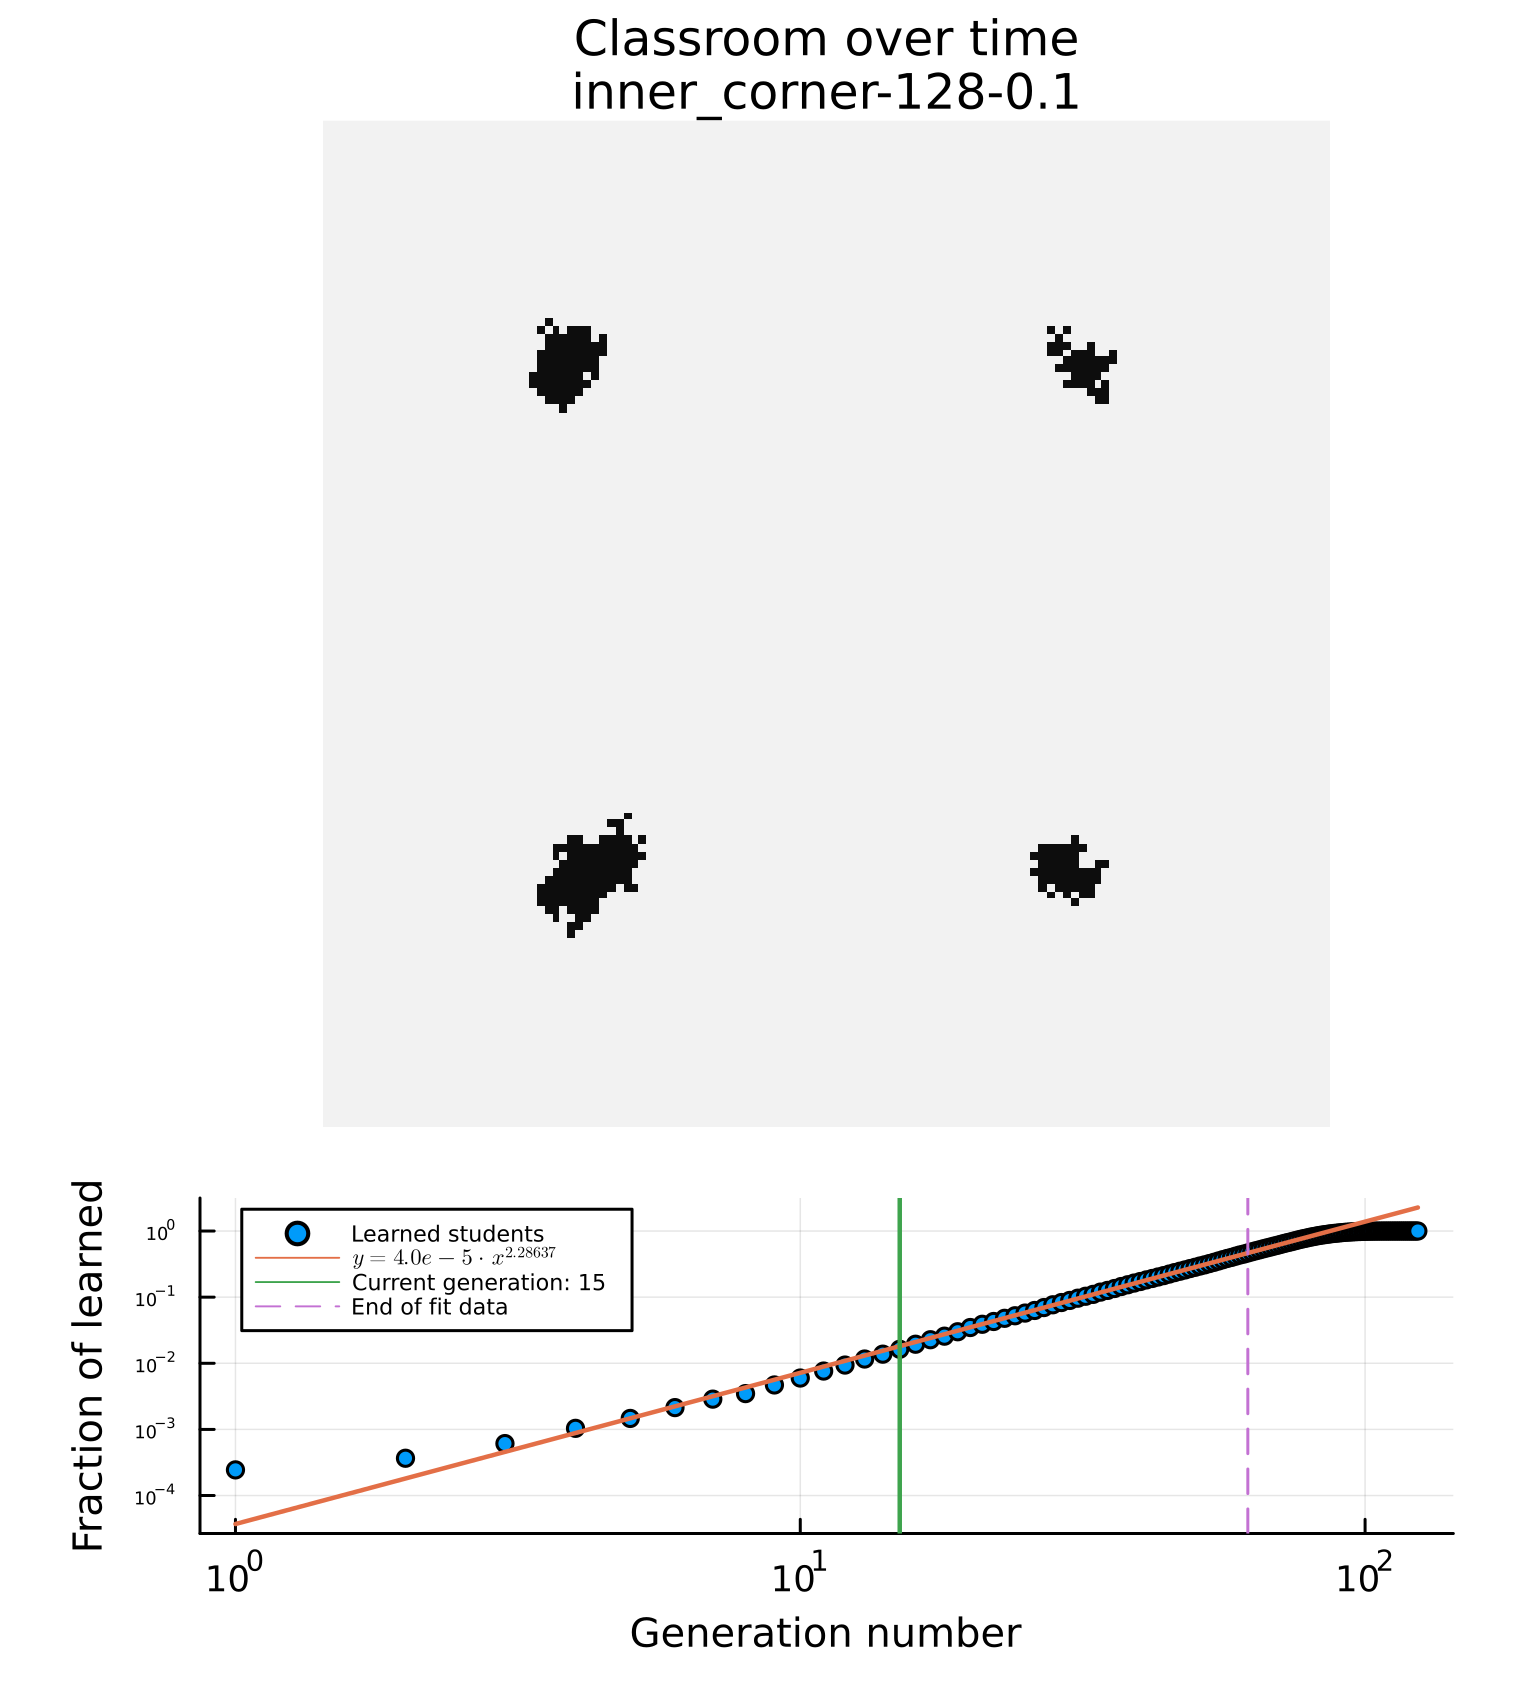 Classroom over time
inner_corner-128-0.1
Fraction of learned
10^0
10^-1
10^-2
10^-3
10^-4
Learned students
y = 4.0e − 5 · x^2.28637
Current generation: 15
End of fit data
10^0 10^1 10^2
Generation number